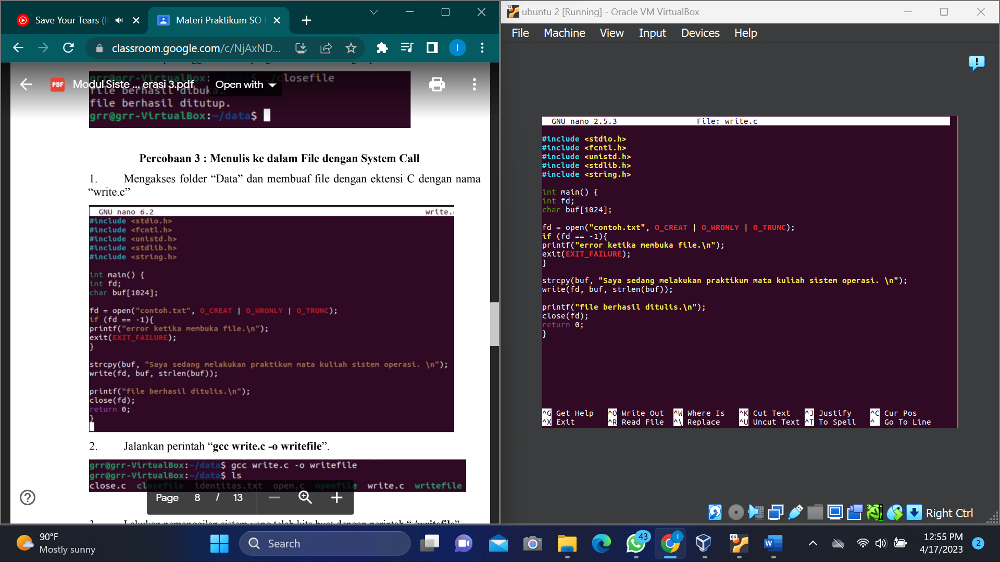 Save Your Tears (
Materi Praktikum SO
classroom.google.com/c/NjAxND...
I
PDF
Modul Siste ... erasi 3.pdf
Open with
./closefile
file berhasil dibuka.
file berhasil ditutup.
grr@grr-VirtualBox:~/data$
Percobaan 3 : Menulis ke dalam File dengan System Call
1. Mengakses folder “Data” dan membuaf file dengan ektensi C dengan nama
“write.c”
GNU nano 6.2 write.
#include <stdio.h>
#include <fcntl.h>
#include <unistd.h>
#include <stdlib.h>
#include <string.h>
int main() {
int fd;
char buf[1024];
fd = open("contoh.txt", O_CREAT | O_WRONLY | O_TRUNC);
if (fd == -1){
printf("error ketika membuka file.\n");
exit(EXIT_FAILURE);
}
strcpy(buf, "Saya sedang melakukan praktikum mata kuliah sistem operasi. \n");
write(fd, buf, strlen(buf));
printf("file berhasil ditulis.\n");
close(fd);
return 0;
}
2. Jalankan perintah “gcc write.c -o writefile”.
grr@grr-VirtualBox:~/data$ gcc write.c -o writefile
grr@grr-VirtualBox:~/data$ ls
close.c closefile identitas.txt open.c openfile write.c writefile
Page 8 / 13
ubuntu 2 [Running] - Oracle VM VirtualBox
File Machine View Input Devices Help
GNU nano 2.5.3 File: write.c
#include <stdio.h>
#include <fcntl.h>
#include <unistd.h>
#include <stdlib.h>
#include <string.h>
int main() {
int fd;
char buf[1024];
fd = open("contoh.txt", O_CREAT | O_WRONLY | O_TRUNC);
if (fd == -1){
printf("error ketika membuka file.\n");
exit(EXIT_FAILURE);
}
strcpy(buf, "Saya sedang melakukan praktikum mata kuliah sistem operasi. \n");
write(fd, buf, strlen(buf));
printf("file berhasil ditulis.\n");
close(fd);
return 0;
}
^G Get Help ^O Write Out ^W Where Is ^K Cut Text ^J Justify ^C Cur Pos
^X Exit ^R Read File ^\ Replace ^U Uncut Text ^T To Spell ^_ Go To Line
Right Ctrl
90°F
Mostly sunny
Search
43
64
12:55 PM
4/17/2023
2